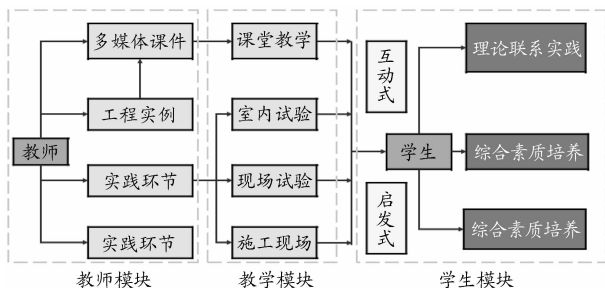 多媒体课件
工程实例
教师
实践环节
实践环节
教师模块
课堂教学
室内试验
现场试验
施工现场
教学模块
互动式
启发式
学生
理论联系实践
综合素质培养
综合素质培养
学生模块